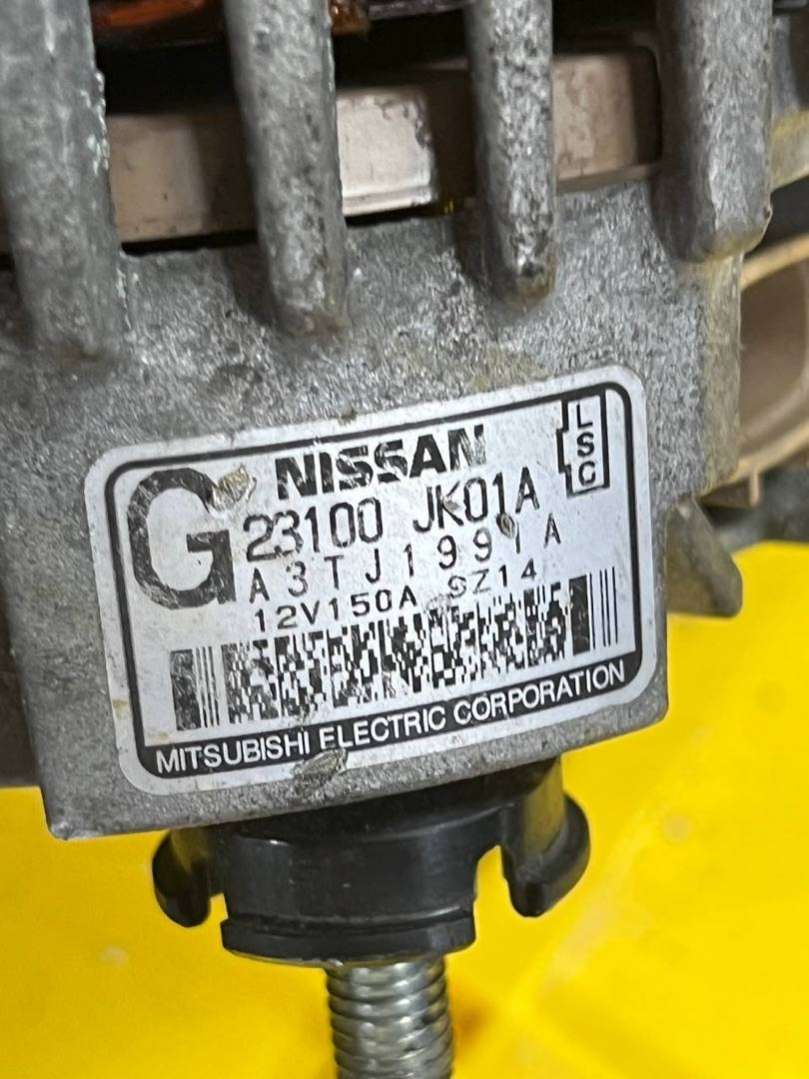 G
NISSAN
LSC
23100 JK01A
A3TJ1991A
12V150A SZ14
MITSUBISHI ELECTRIC CORPORATION